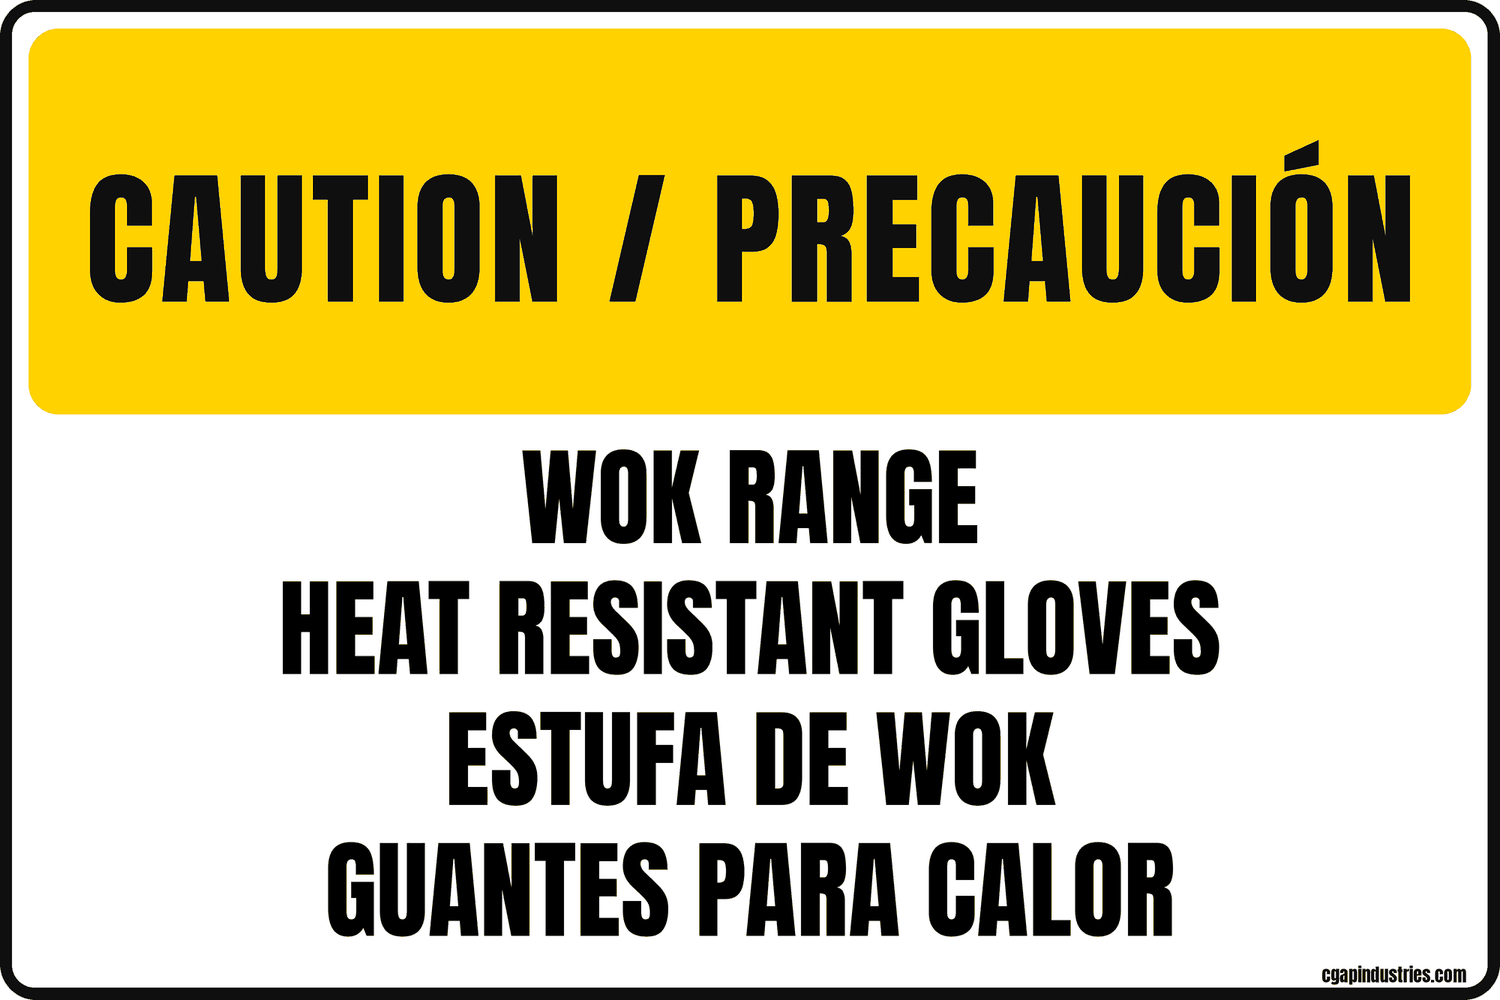 CAUTION / PRECAUCIÓN
WOK RANGE
HEAT RESISTANT GLOVES
ESTUFA DE WOK
GUANTES PARA CALOR
cgapindustries.com